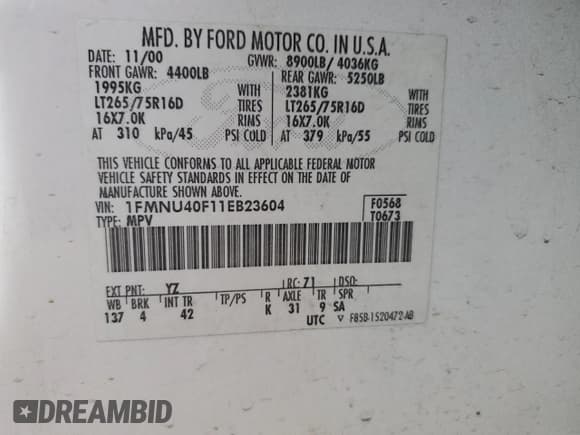 MFD. BY FORD MOTOR CO. IN U.S.A.
DATE: 11/00 GVWR: 8900LB/ 4036KG
FRONT GAWR: 4400LB REAR GAWR: 5250LB
1995KG WITH 2381KG WITH
LT265/75R16D TIRES LT265/75R16D TIRES
16X7.0K RIMS 16X7.0K RIMS
AT 310 kPa/45 PSI COLD AT 379 kPa/55 PSI COLD
THIS VEHICLE CONFORMS TO ALL APPLICABLE FEDERAL MOTOR
VEHICLE SAFETY STANDARDS IN EFFECT ON THE DATE OF
MANUFACTURE SHOWN ABOVE.
VIN: 1FMNU40F11EB23604 F0568
TYPE: MPV T0673
EXT PNT: YZ RC: 71 DSO:
WB BRK INT TR TP/PS R AXLE TR SPR
137 4 42 K 31 9 SA
UTC ▽ F85B-1520472-AB
DREAMBID